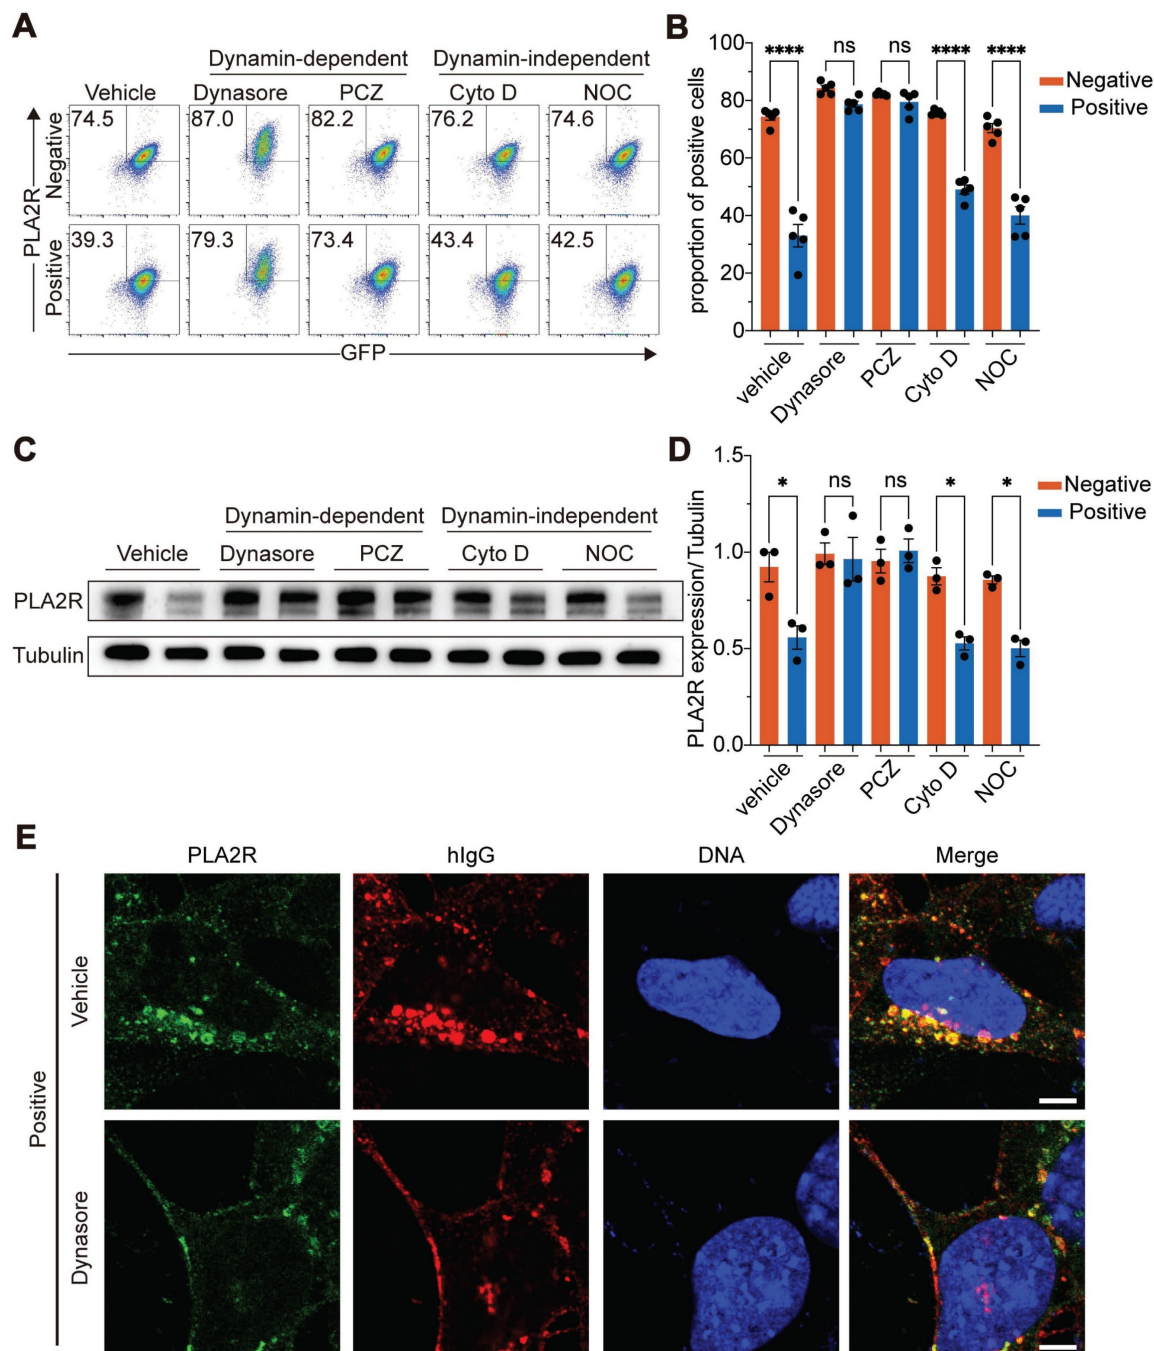 A
Dynamin-dependent Dynamin-independent
Vehicle Dynasore PCZ Cyto D NOC
PLA2R
Negative
74.5 87.0 82.2 76.2 74.6
Positive
39.3 79.3 73.4 43.4 42.5
GFP
B
proportion of positive cells
100
80
60
40
20
0
**** ns ns **** ****
Negative
Positive
vehicle Dynasore PCZ Cyto D NOC
C
Dynamin-dependent Dynamin-independent
Vehicle Dynasore PCZ Cyto D NOC
PLA2R
Tubulin
D
PLA2R expression/Tubulin
1.5
1.0
0.5
0.0
* ns ns * *
Negative
Positive
vehicle Dynasore PCZ Cyto D NOC
E
PLA2R hIgG DNA Merge
Positive
Vehicle
Dynasore